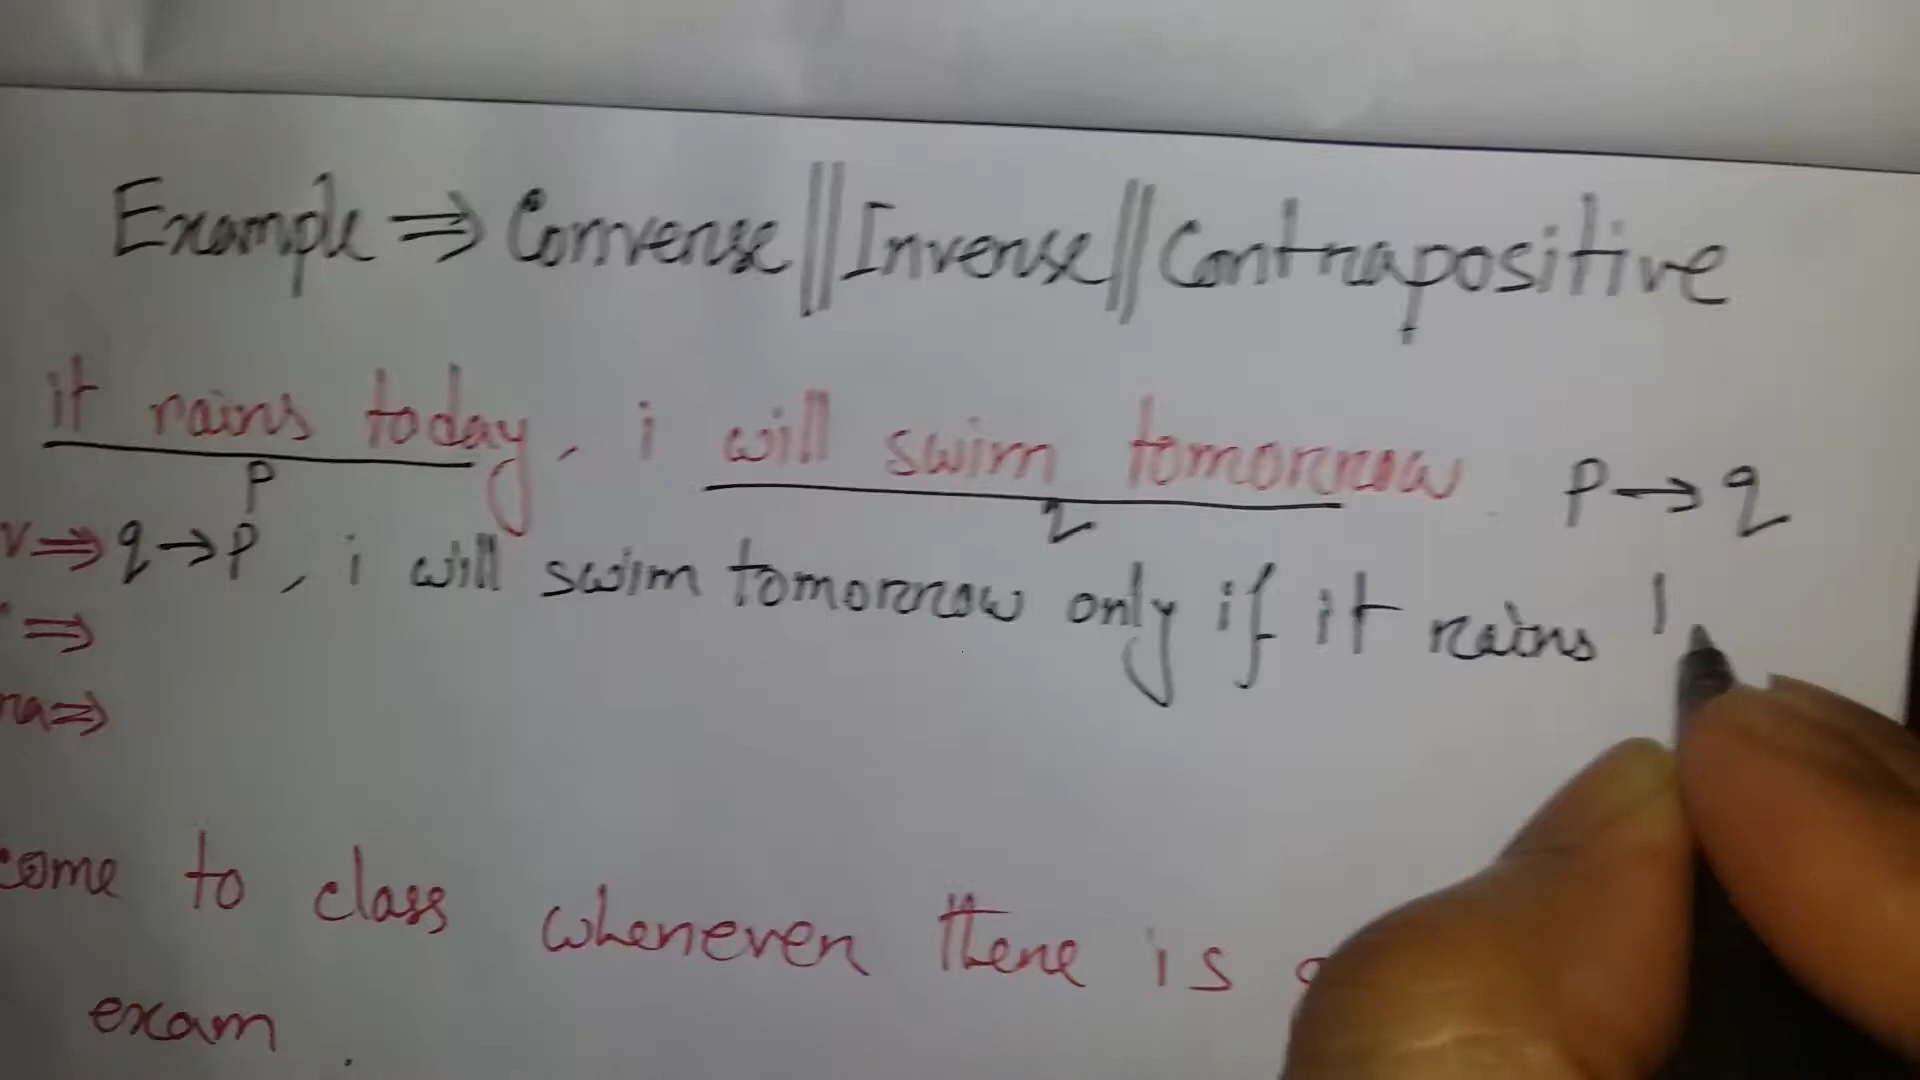 Example ⇒ Converse || Inverse || Contrapositive
it rains today, i will swim tomorrow. p → q
p q
v ⇒ q → p, i will swim tomorrow only if it rains
⇒
ra ⇒
come to class whenever there is
exam.